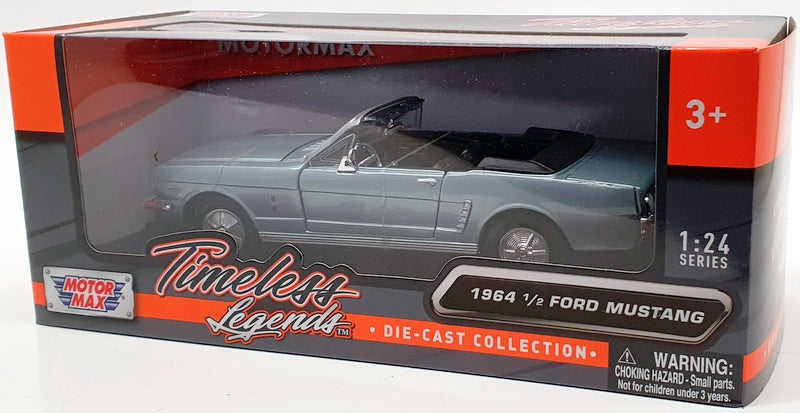 MOTORMAX
3+
1:24
SERIES
MOTOR
MAX
Timeless
Legends™
1964 1/2 FORD MUSTANG
• DIE-CAST COLLECTION •
WARNING:
CHOKING HAZARD - Small parts.
Not for children under 3 years.